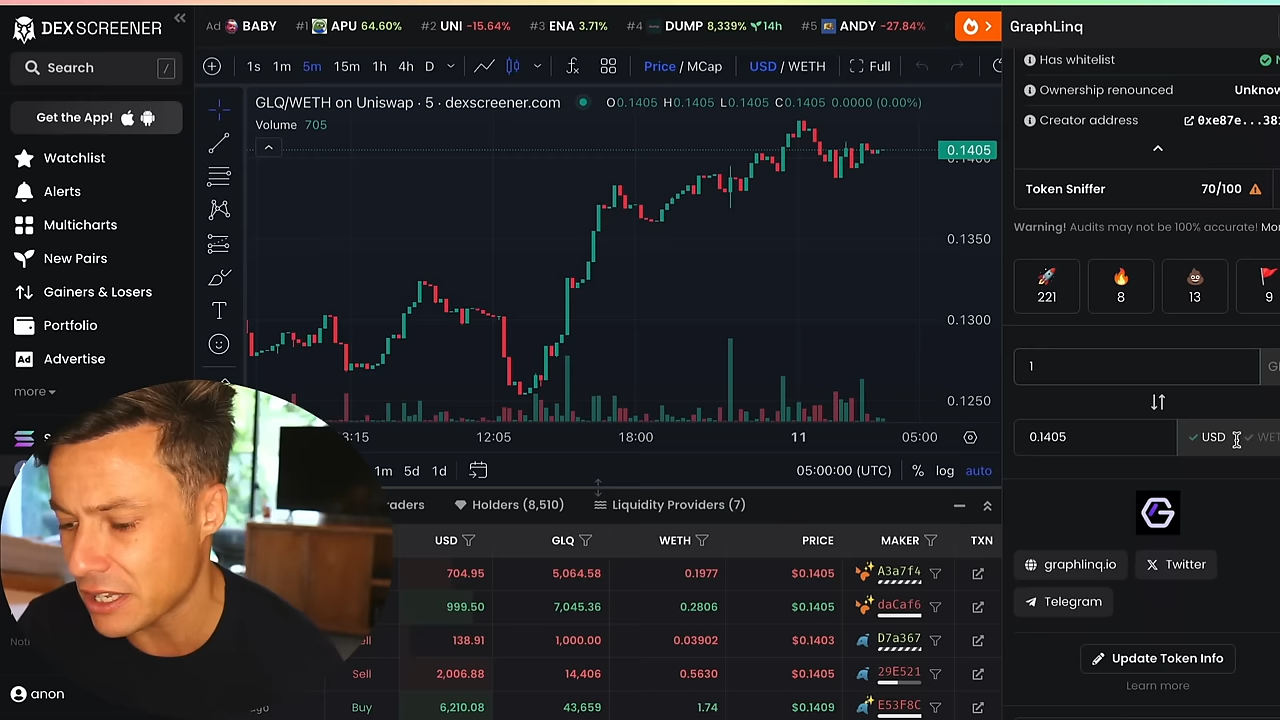 DEX SCREENER
Ad BABY #1 APU 64.60% #2 UNI -15.64% #3 ENA 3.71% #4 DUMP 8,339% 14h #5 ANDY -27.84%
GraphLinq
Search /
Get the App!
Watchlist
Alerts
Multicharts
New Pairs
Gainers & Losers
Portfolio
Ad Advertise
more
anon
1s 1m 5m 15m 1h 4h D Price / MCap USD / WETH Full
GLQ/WETH on Uniswap · 5 · dexscreener.com O0.1405 H0.1405 L0.1405 C0.1405 0.0000 (0.00%)
Volume 705
0.1405
0.1350
0.1300
0.1250
12:05 18:00 11 05:00
5d 1d 05:00:00 (UTC) % log auto
Holders (8,510) Liquidity Providers (7)
USD GLQ WETH PRICE MAKER TXN
704.95 5,064.58 0.1977 $0.1405 A3a7f4
999.50 7,045.36 0.2806 $0.1405 daCaf6
138.91 1,000.00 0.03902 $0.1403 D7a367
Sell 2,006.88 14,406 0.5630 $0.1405 29E521
Buy 6,210.08 43,659 1.74 $0.1409 E53F8C
Has whitelist
Ownership renounced
Creator address
Token Sniffer 70/100
Warning! Audits may not be 100% accurate!
221 8 13 9
1
0.1405 USD
graphlinq.io Twitter
Telegram
Update Token Info
Learn more